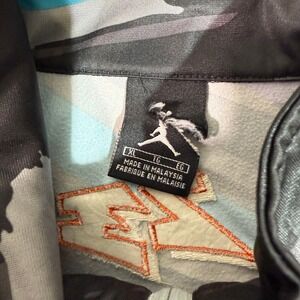 XL TG EG
MADE IN MALAYSIA
FABRIQUÉ EN MALAISIE